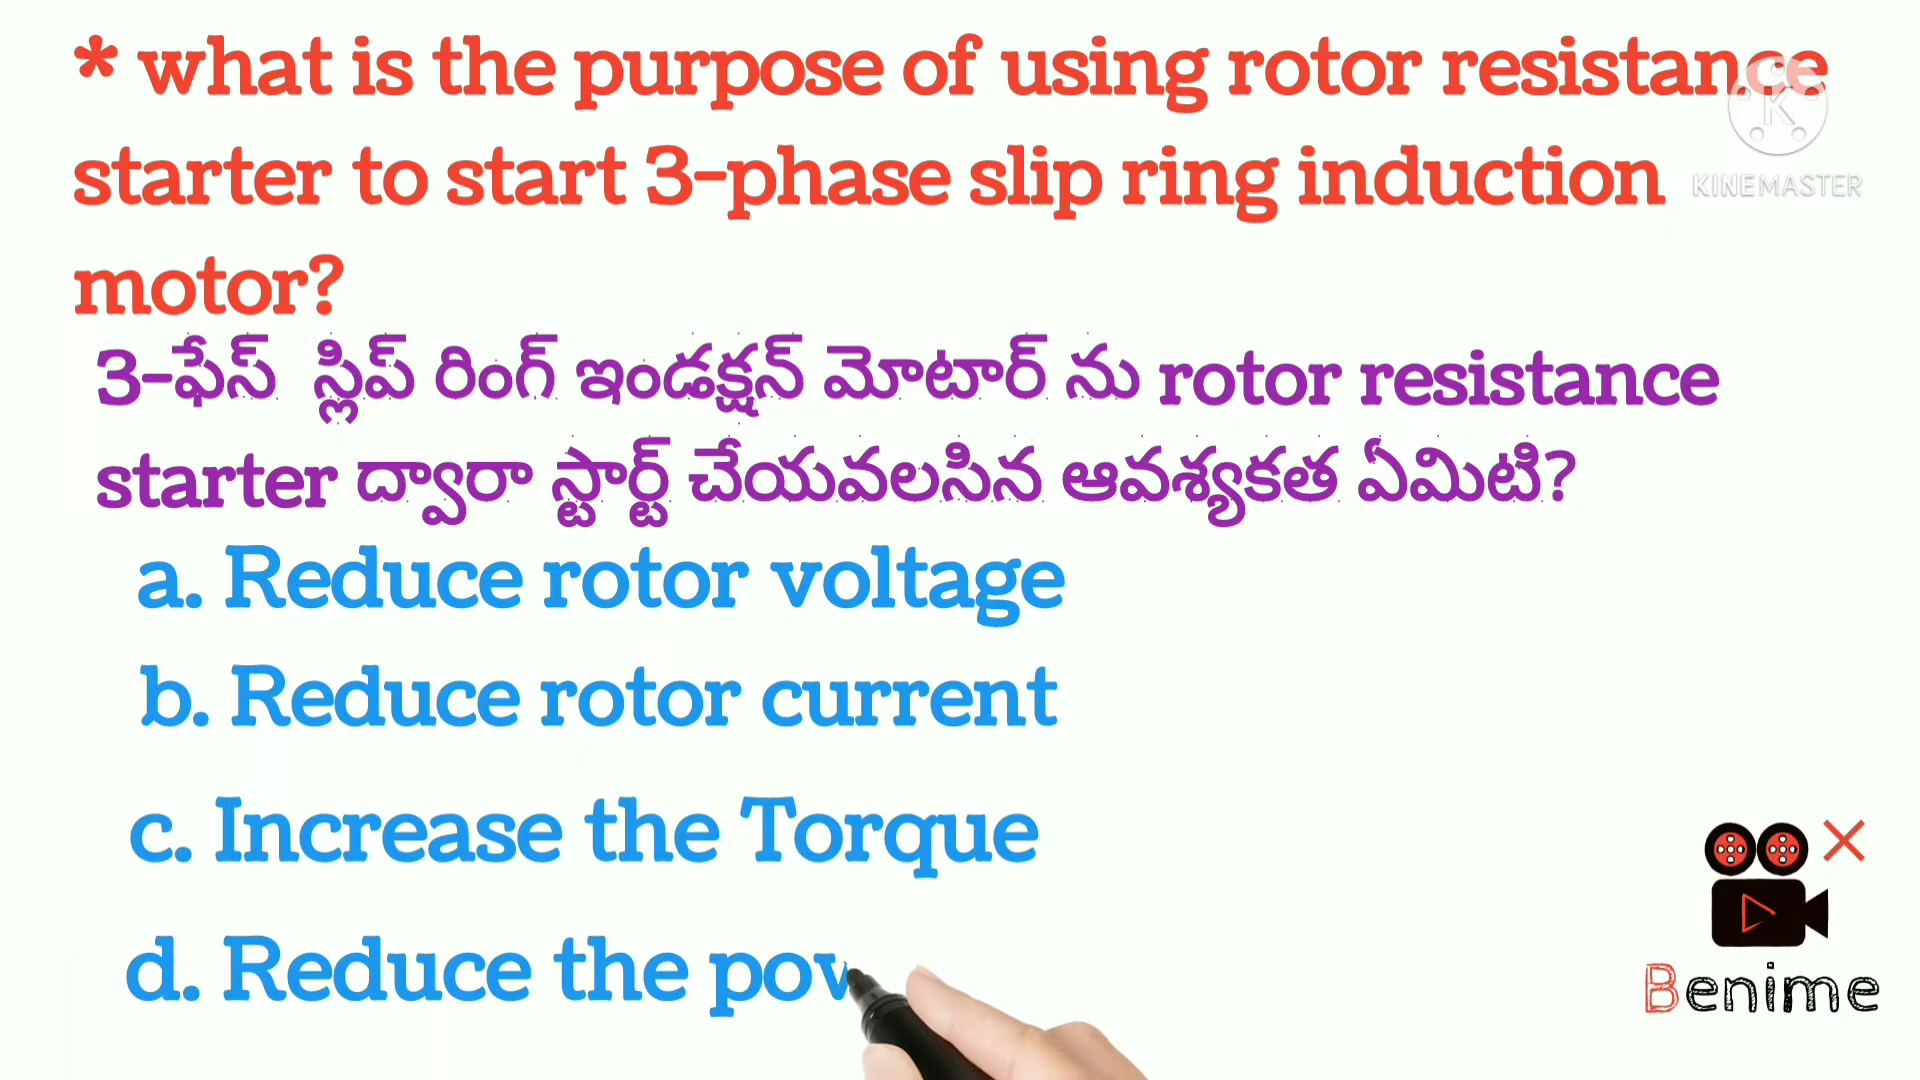 * what is the purpose of using rotor resistance
starter to start 3-phase slip ring induction
motor?
KINEMASTER
3-ఫేస్ స్లిప్ రింగ్ ఇండక్షన్ మోటార్ ను rotor resistance
starter ద్వారా స్టార్ట్ చేయవలసిన ఆవశ్యకత ఏమిటి?
a. Reduce rotor voltage
b. Reduce rotor current
c. Increase the Torque
d. Reduce the
Benime